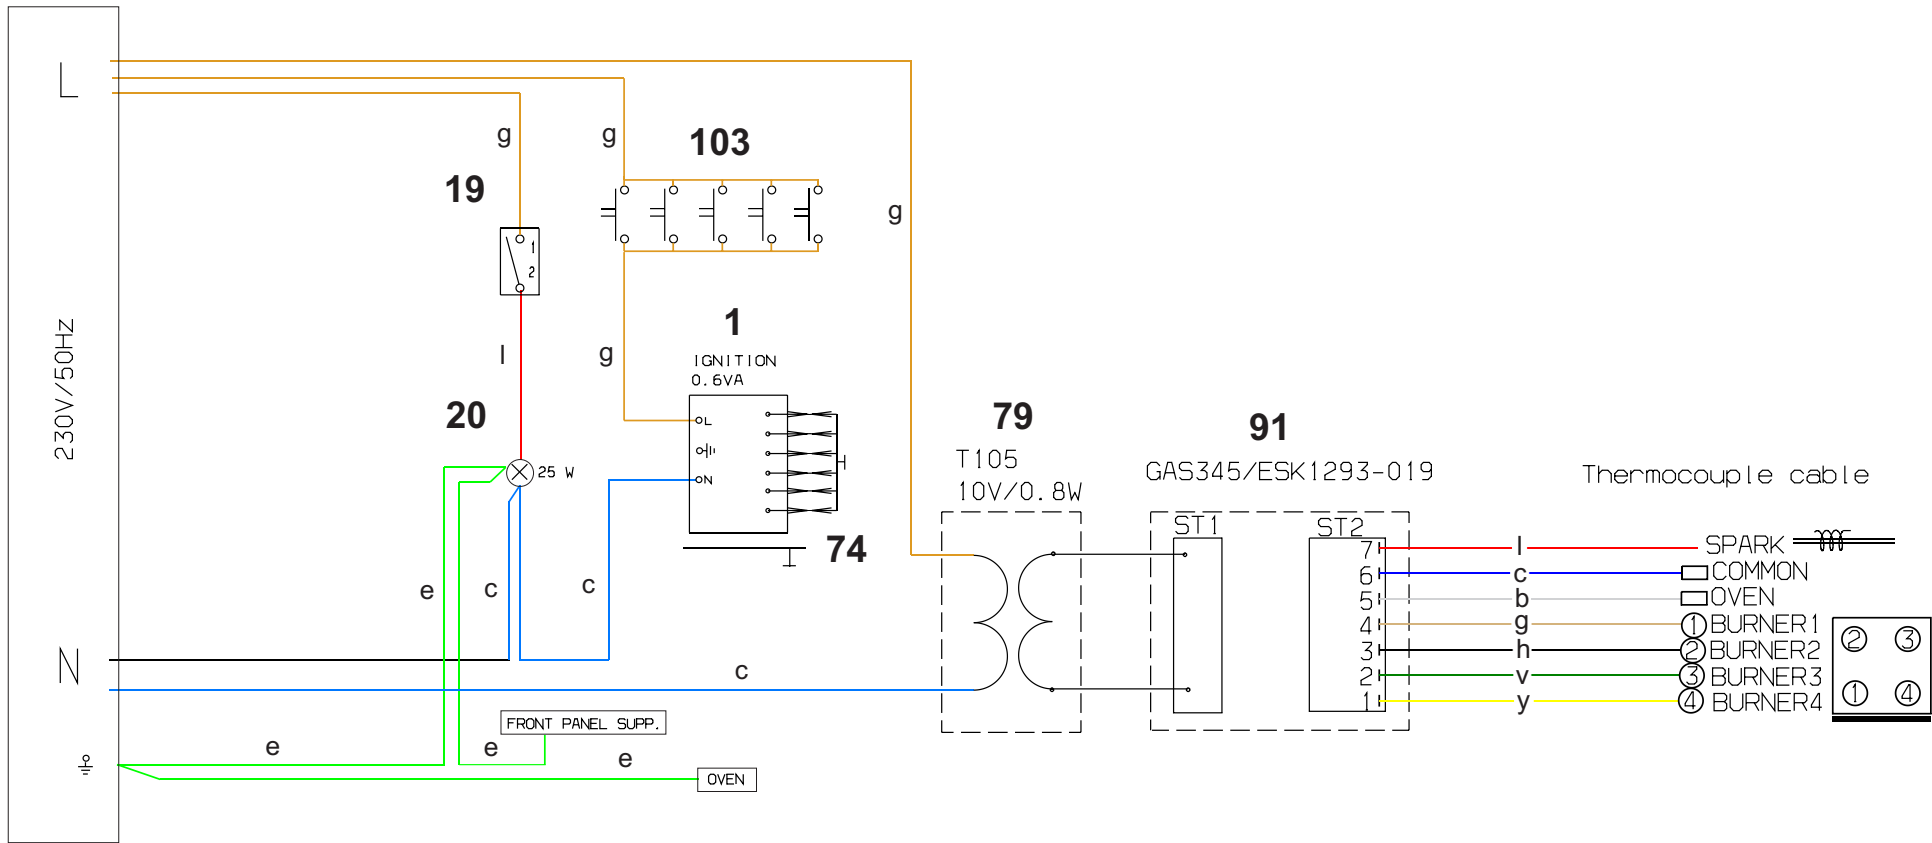 L
g
g
103
19
g
1
2
230V/50Hz
l
g
1
IGNITION
0.6VA
20
79
91
L
T105
10V/0.8W
GAS345/ESK1293-019
Thermocouple cable
25 W
N
ST1
ST2
74
e
c
c
7
l
SPARK
6
c
COMMON
5
b
OVEN
4
g
1
BURNER1
3
h
2
BURNER2
2
v
3
BURNER3
1
y
4
BURNER4
2
3
1
4
N
c
FRONT PANEL SUPP.
e
e
e
OVEN